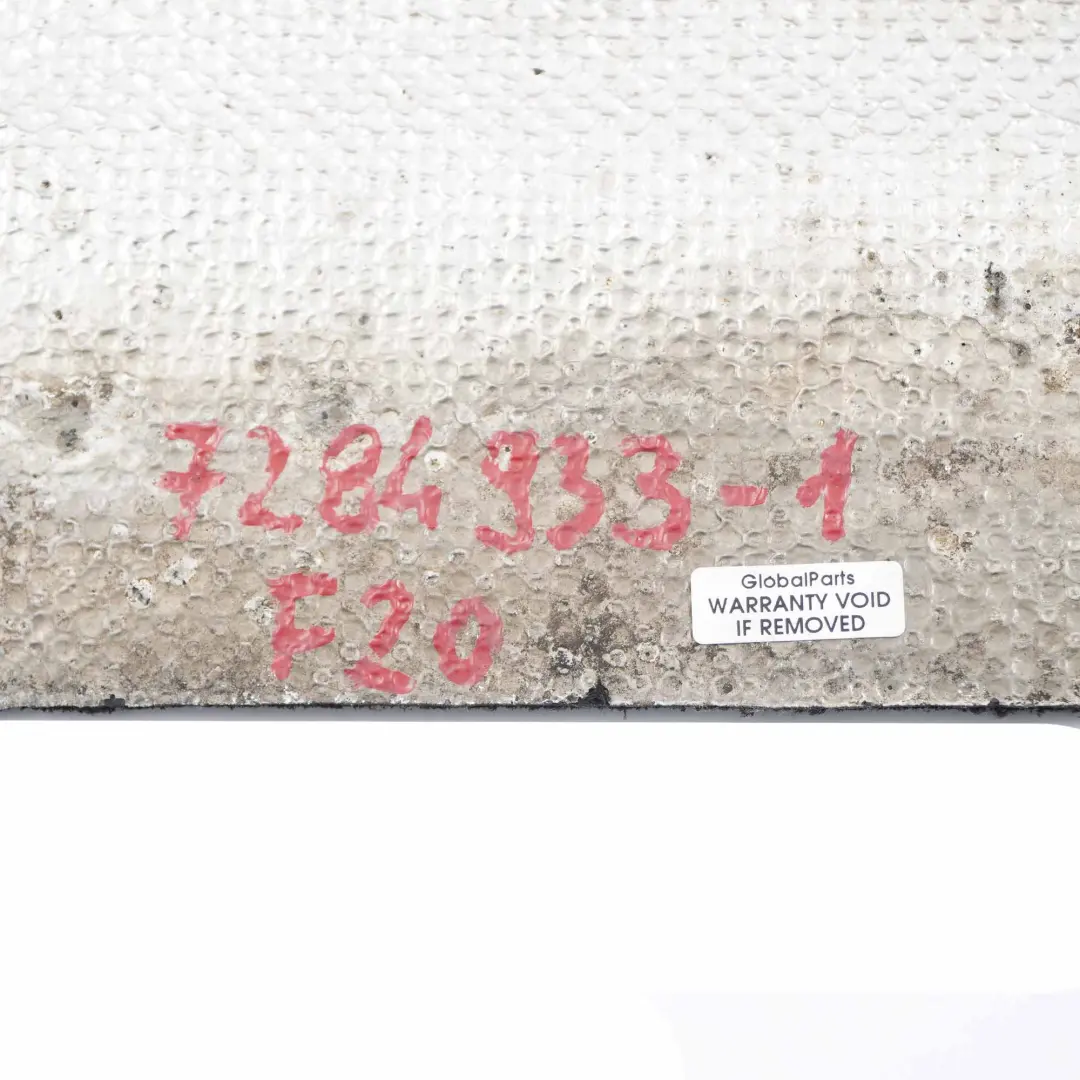 7284933-1
F20
GlobalParts
WARRANTY VOID
IF REMOVED